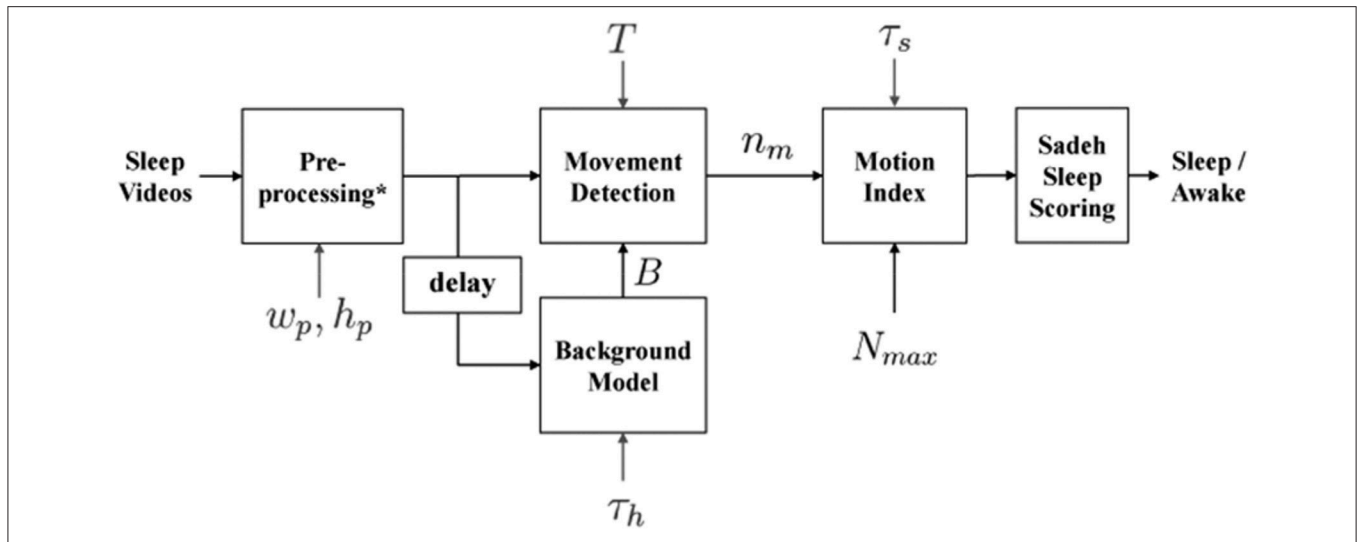 T
τ_s
Sleep
Videos
Pre-
processing*
Movement
Detection
n_m
Motion
Index
Sadeh
Sleep
Scoring
Sleep /
Awake
w_p, h_p
delay
B
Background
Model
N_max
τ_h